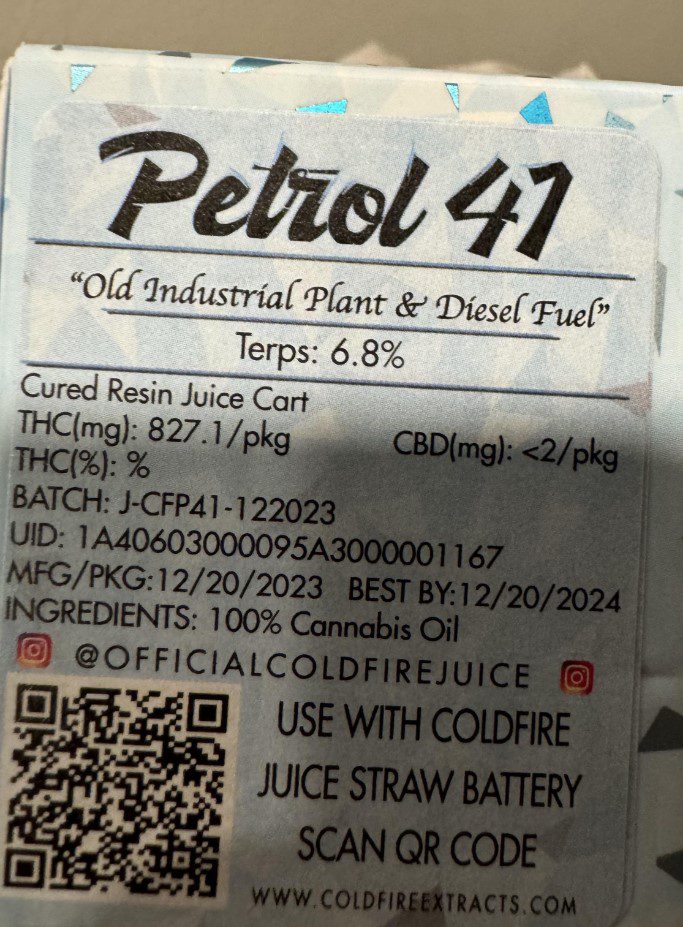 Petrol 41
“Old Industrial Plant & Diesel Fuel”
Terps: 6.8%
Cured Resin Juice Cart
THC(mg): 827.1/pkg CBD(mg): <2/pkg
THC(%): %
BATCH: J-CFP41-122023
UID: 1A40603000095A3000001167
MFG/PKG:12/20/2023 BEST BY:12/20/2024
INGREDIENTS: 100% Cannabis Oil
@OFFICIALCOLDFIREJUICE
USE WITH COLDFIRE
JUICE STRAW BATTERY
SCAN QR CODE
WWW.COLDFIREEXTRACTS.COM